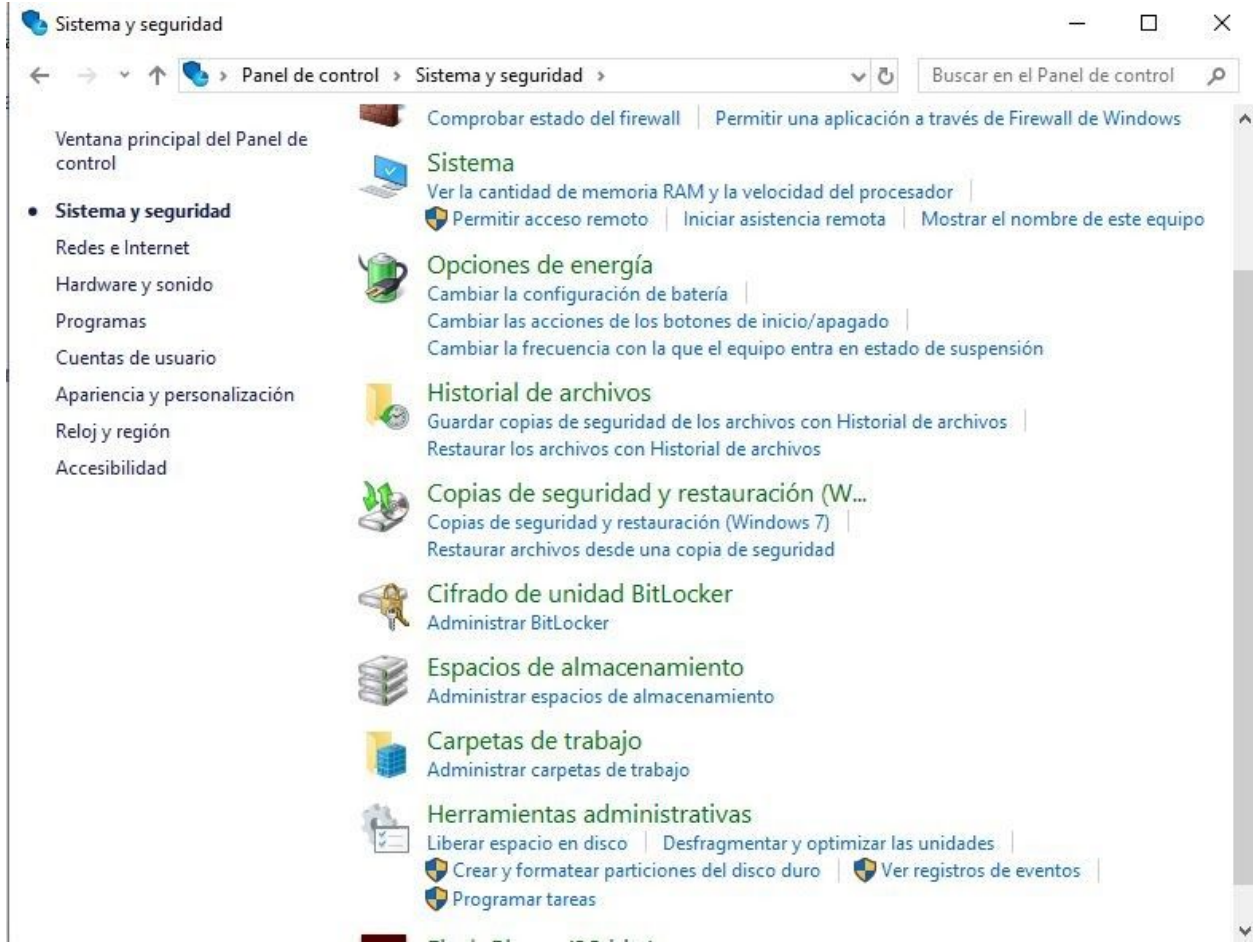 Sistema y seguridad
Panel de control > Sistema y seguridad >
Buscar en el Panel de control
Ventana principal del Panel de control
Sistema y seguridad
Redes e Internet
Hardware y sonido
Programas
Cuentas de usuario
Apariencia y personalización
Reloj y región
Accesibilidad
Comprobar estado del firewall | Permitir una aplicación a través de Firewall de Windows
Sistema
Ver la cantidad de memoria RAM y la velocidad del procesador
Permitir acceso remoto | Iniciar asistencia remota | Mostrar el nombre de este equipo
Opciones de energía
Cambiar la configuración de batería
Cambiar las acciones de los botones de inicio/apagado
Cambiar la frecuencia con la que el equipo entra en estado de suspensión
Historial de archivos
Guardar copias de seguridad de los archivos con Historial de archivos
Restaurar los archivos con Historial de archivos
Copias de seguridad y restauración (W...
Copias de seguridad y restauración (Windows 7)
Restaurar archivos desde una copia de seguridad
Cifrado de unidad BitLocker
Administrar BitLocker
Espacios de almacenamiento
Administrar espacios de almacenamiento
Carpetas de trabajo
Administrar carpetas de trabajo
Herramientas administrativas
Liberar espacio en disco | Desfragmentar y optimizar las unidades
Crear y formatear particiones del disco duro | Ver registros de eventos
Programar tareas